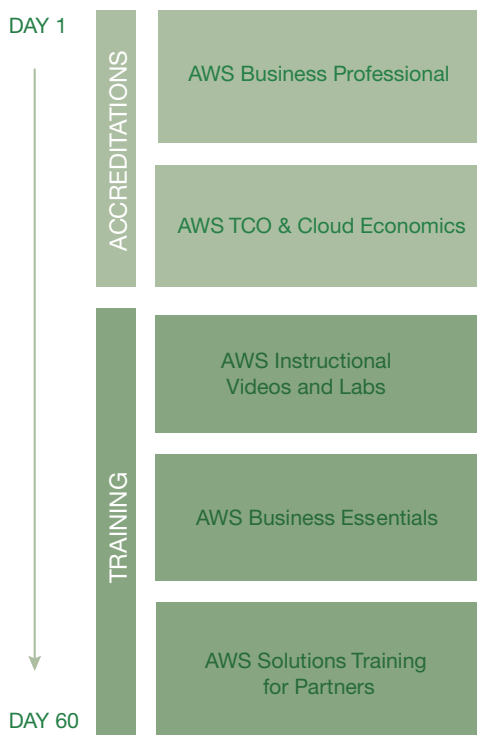 DAY 1
ACCREDITATIONS
AWS Business Professional
AWS TCO & Cloud Economics
TRAINING
AWS Instructional
Videos and Labs
AWS Business Essentials
AWS Solutions Training
for Partners
DAY 60